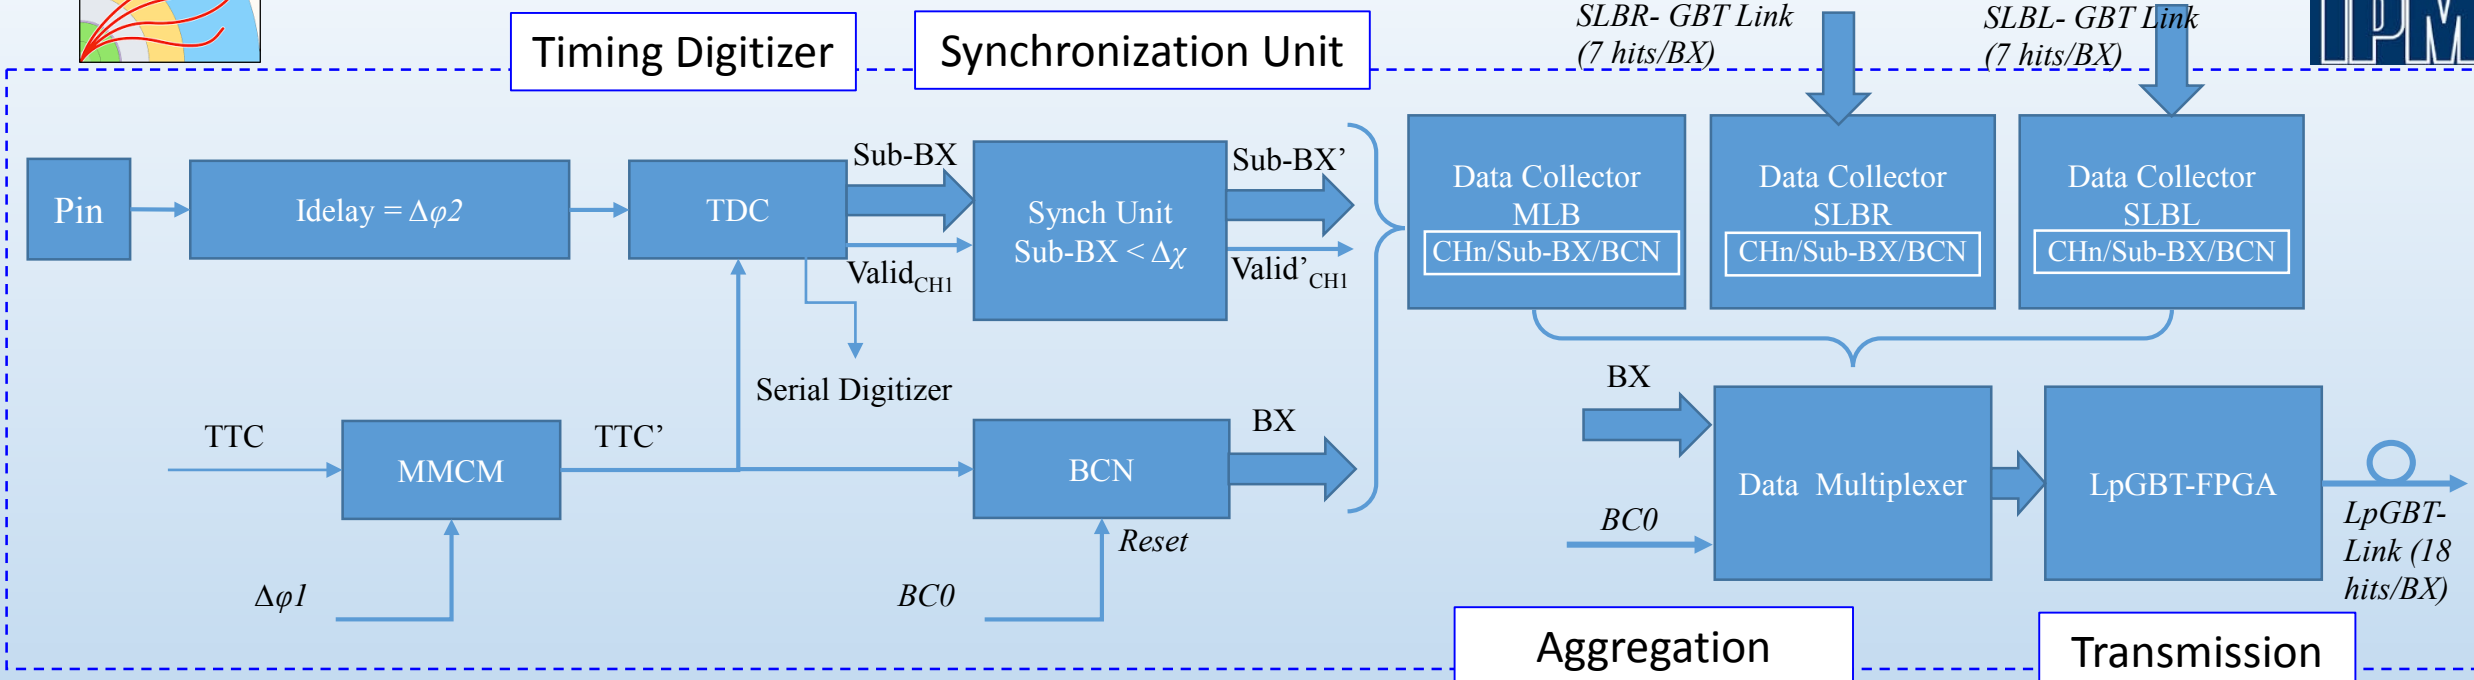 Timing Digitizer
Synchronization Unit
SLBR- GBT Link
(7 hits/BX)
SLBL- GBT Link
(7 hits/BX)
IPM
Pin
Idelay = Δφ2
TDC
Sub-BX
Valid_CH1
Synch Unit
Sub-BX < Δχ
Sub-BX’
Valid’_CH1
Data Collector
MLB
CHn/Sub-BX/BCN
Data Collector
SLBR
CHn/Sub-BX/BCN
Data Collector
SLBL
CHn/Sub-BX/BCN
Serial Digitizer
TTC
MMCM
TTC’
Δφ1
BCN
BX
BC0
Reset
BX
BC0
Data Multiplexer
LpGBT-FPGA
LpGBT-
Link (18
hits/BX)
Aggregation
Transmission